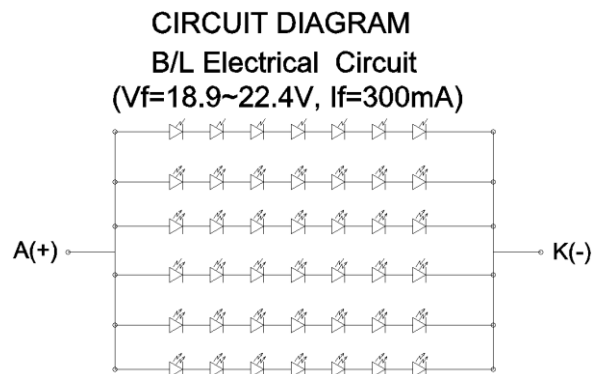 CIRCUIT DIAGRAM
B/L Electrical Circuit
(Vf=18.9~22.4V, If=300mA)
A(+)
K(-)